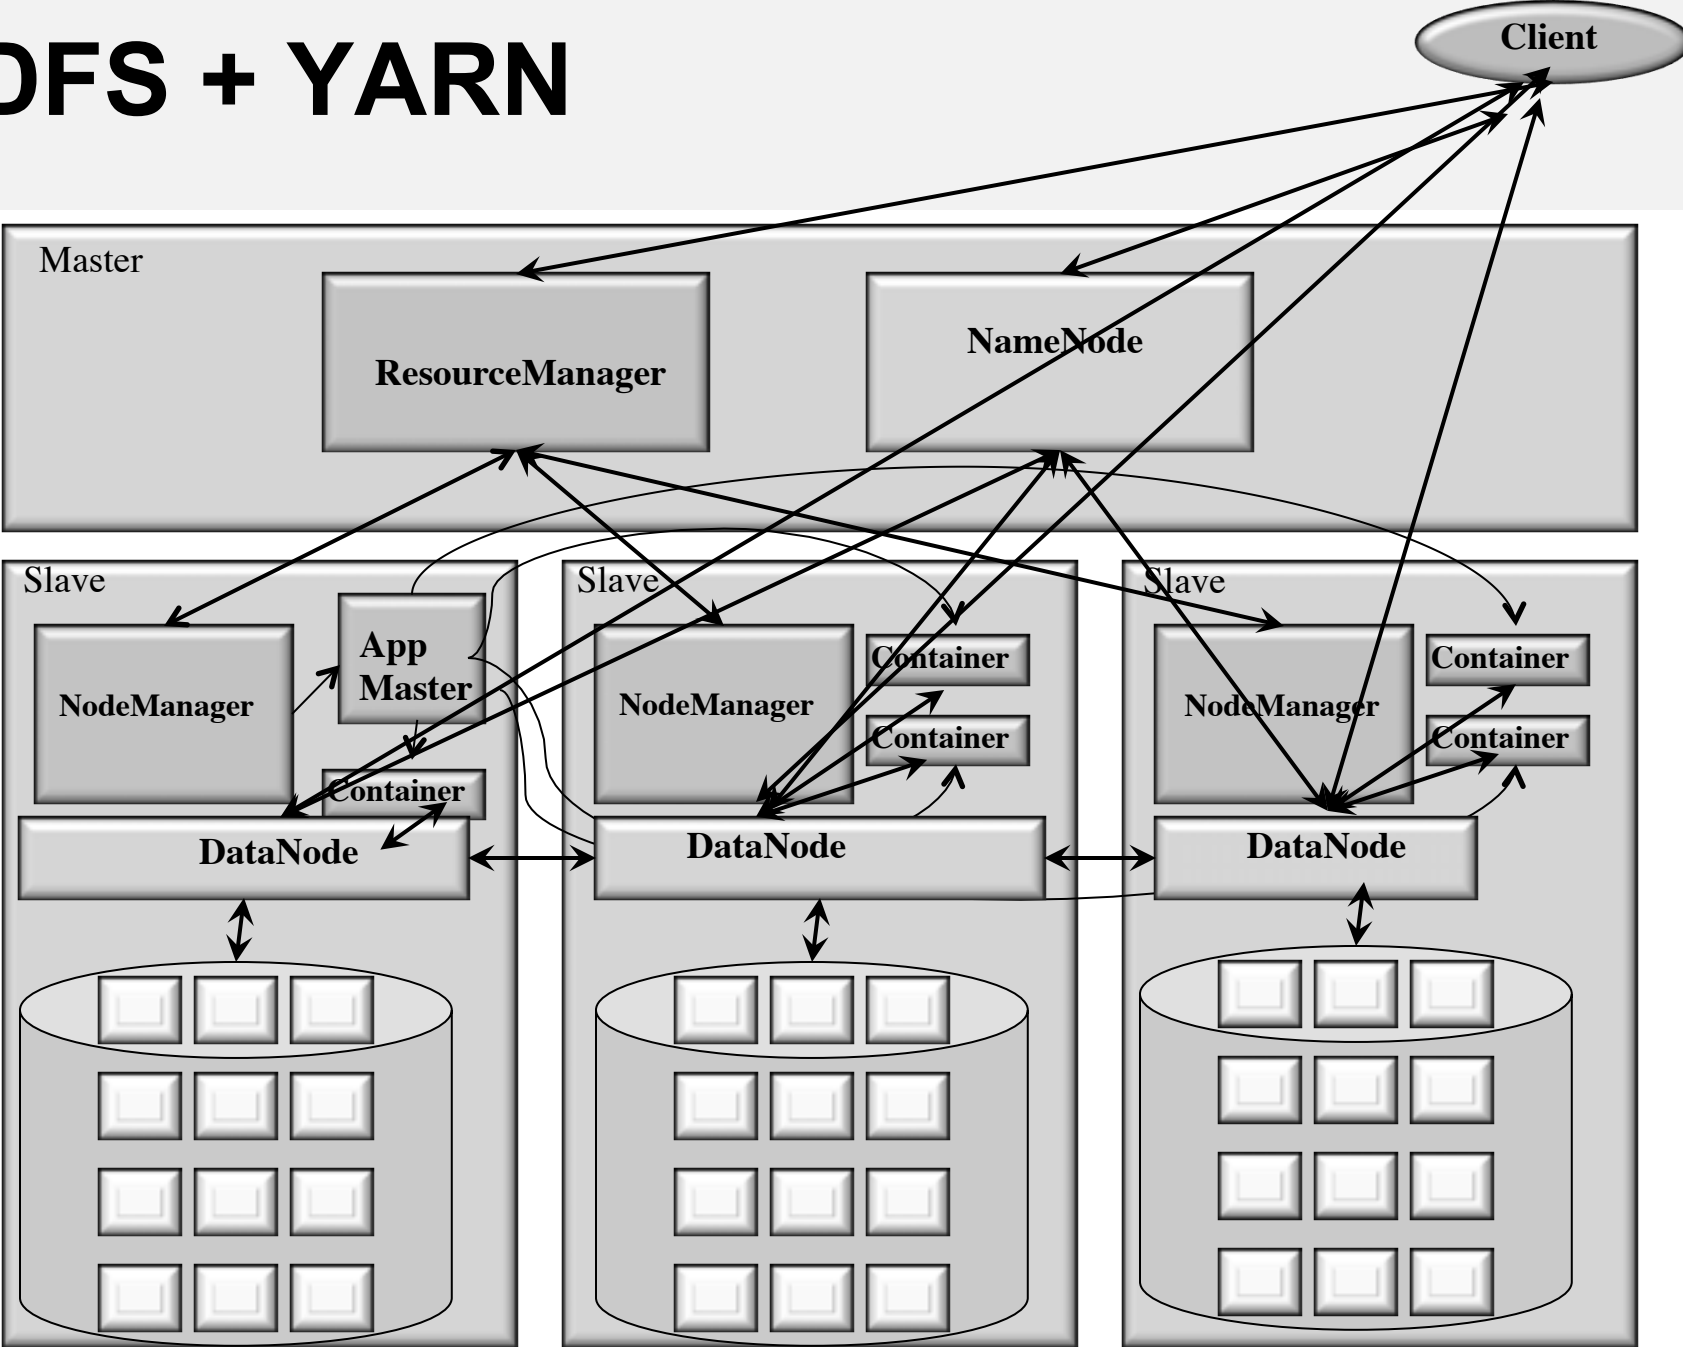 DFS + YARN
Client
Master
ResourceManager
NameNode
Slave
App
Master
NodeManager
Container
DataNode
Slave
NodeManager
Container
Container
DataNode
Slave
NodeManager
Container
Container
DataNode